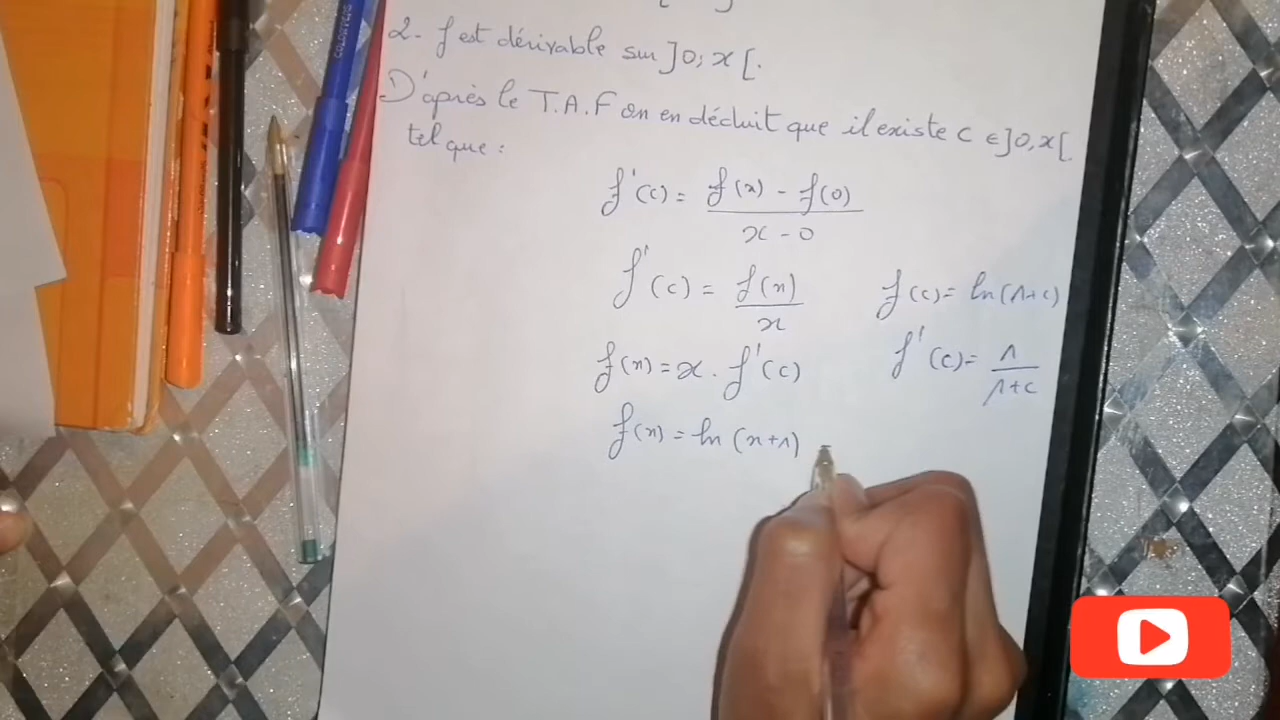 2- f est dérivable sur ]0; x[.
D'après le T.A.F on en déduit que il existe c ∈ ]0, x[
tel que :
f'(c) = f(x) - f(0) / x - 0
f'(c) = f(x) / x
f(c) = ln(1+c)
f(x) = x . f'(c)
f'(c) = 1 / 1+c
f(x) = ln(x+1)